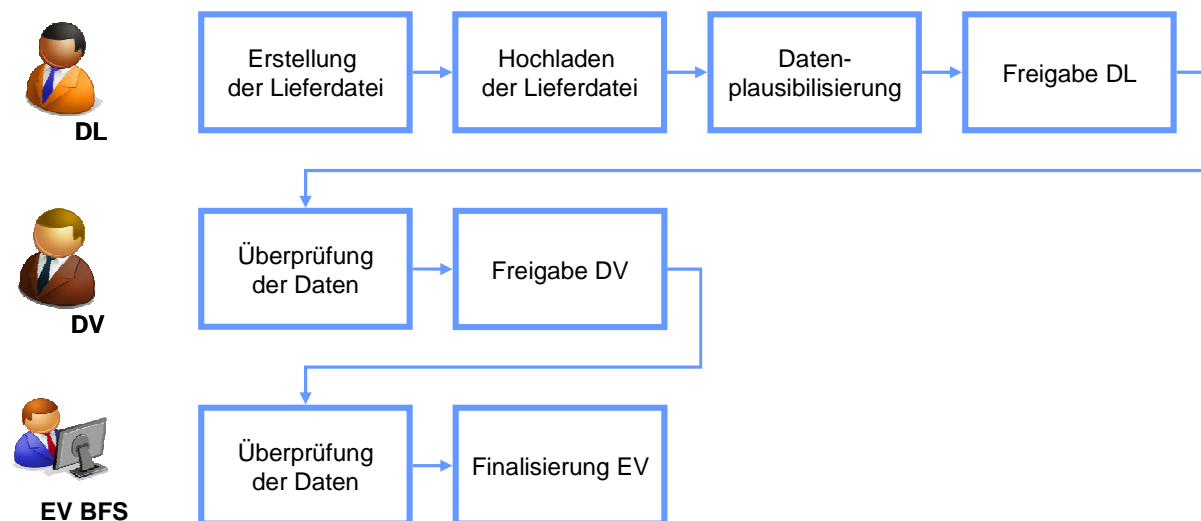 Erstellung
der Lieferdatei
Hochladen
der Lieferdatei
Daten-
plausibilisierung
Freigabe DL
DL
Überprüfung
der Daten
Freigabe DV
DV
Überprüfung
der Daten
Finalisierung EV
EV BFS